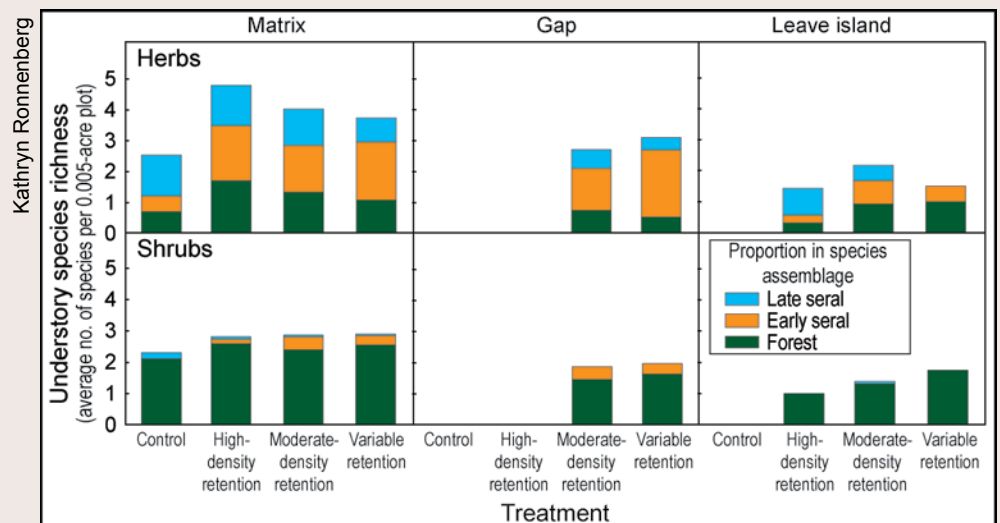 Kathryn Ronnenberg
Matrix
Gap
Leave island
Understory species richness
(average no. of species per 0.005-acre plot)
Herbs
5
4
3
2
1
0
Shrubs
5
4
3
2
1
0
Proportion in species
assemblage
Late seral
Early seral
Forest
Control
High-
density
retention
Moderate-
density
retention
Variable
retention
Control
High-
density
retention
Moderate-
density
retention
Variable
retention
Control
High-
density
retention
Moderate-
density
retention
Variable
retention
Treatment